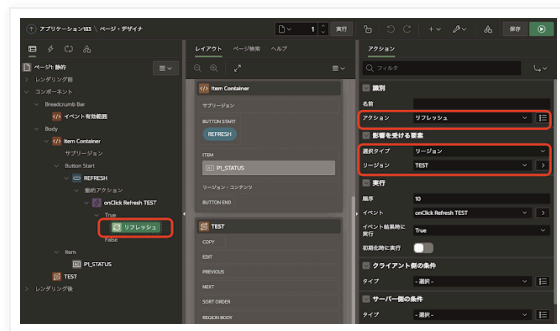 アプリケーション183 \ ページ・デザイナ
1
実行
保存
ページ1: 静的
レンダリング前
コンポーネント
Breadcrumb Bar
イベント有効範囲
Body
Item Container
サブリージョン
Button Start
REFRESH
動的アクション
onClick Refresh TEST
True
リフレッシュ
False
Item
P1_STATUS
TEST
レンダリング後
レイアウト
ページ検索
ヘルプ
Item Container
サブリージョン
BUTTON START
REFRESH
ITEM
P1_STATUS
リージョン・コンテンツ
BUTTON END
TEST
COPY
EDIT
PREVIOUS
NEXT
SORT ORDER
REGION BODY
アクション
フィルタ
識別
名前
アクション
リフレッシュ
影響を受ける要素
選択タイプ
リージョン
リージョン
TEST
実行
順序
10
イベント
onClick Refresh TEST
イベント結果時に実行
True
初期化時に実行
クライアント側の条件
タイプ
- 選択 -
サーバー側の条件
タイプ
- 選択 -